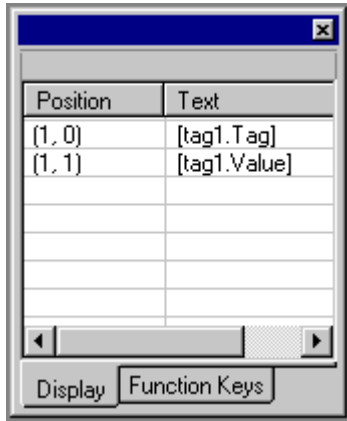 Position Text
(1, 0) [tag1.Tag]
(1, 1) [tag1.Value]
Display Function Keys